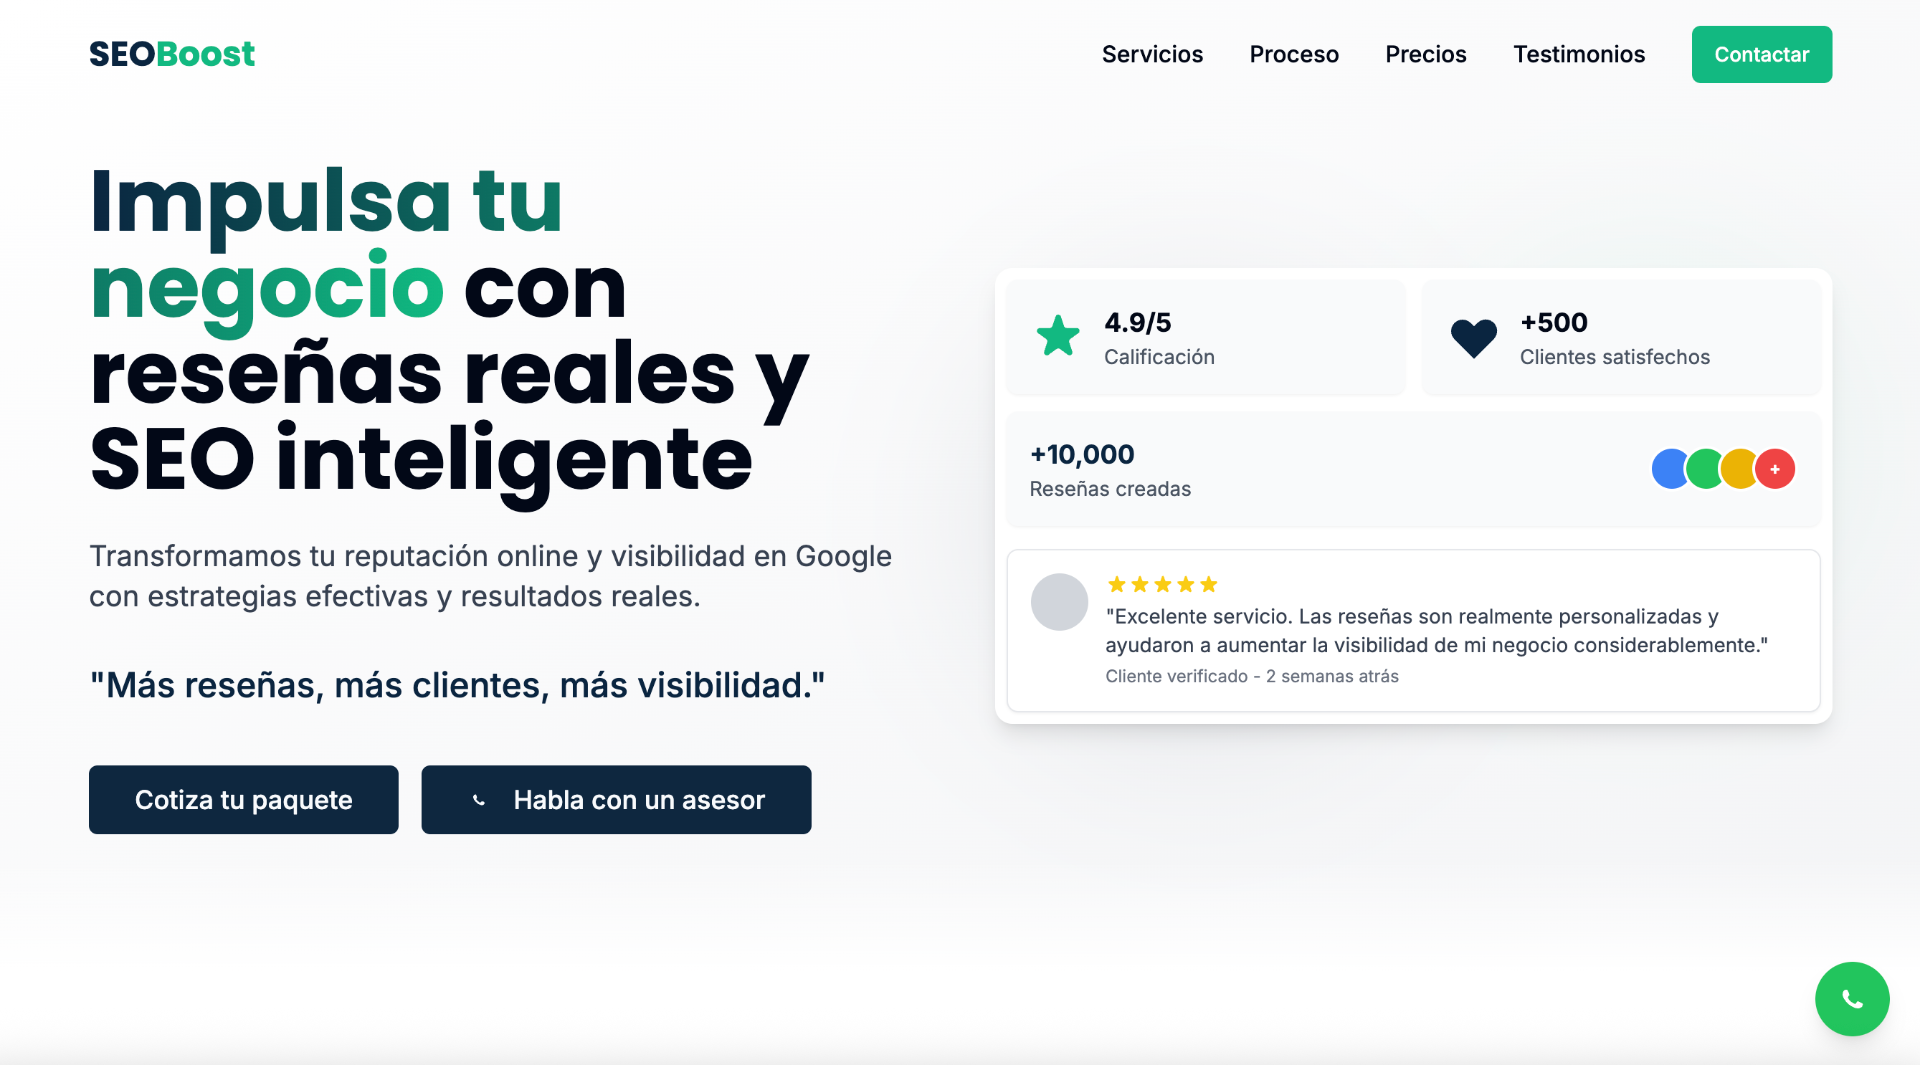 SEOBoost
Servicios
Proceso
Precios
Testimonios
Contactar
Impulsa tu
negocio con
reseñas reales y
SEO inteligente
Transformamos tu reputación online y visibilidad en Google
con estrategias efectivas y resultados reales.
"Más reseñas, más clientes, más visibilidad."
Cotiza tu paquete
Habla con un asesor
4.9/5
Calificación
+500
Clientes satisfechos
+10,000
Reseñas creadas
+
"Excelente servicio. Las reseñas son realmente personalizadas y
ayudaron a aumentar la visibilidad de mi negocio considerablemente."
Cliente verificado - 2 semanas atrás